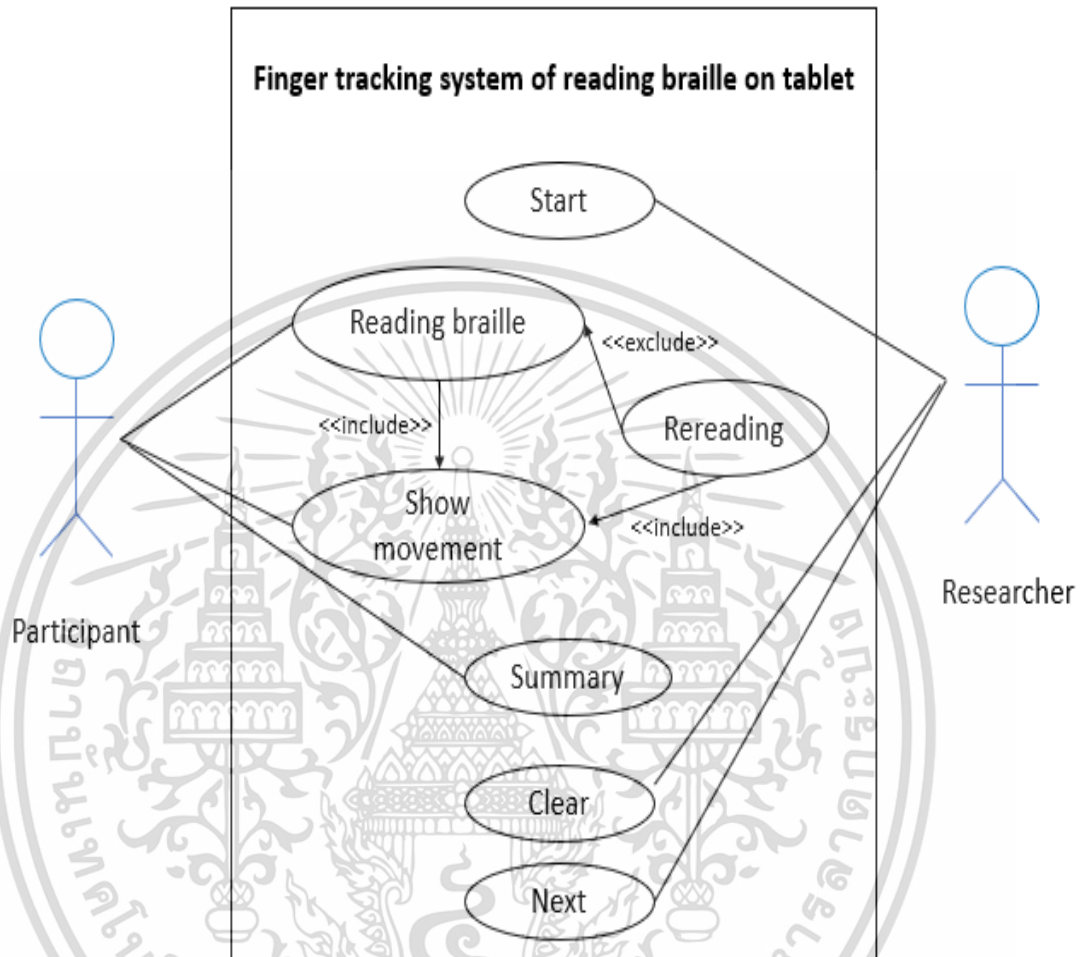 Finger tracking system of reading braille on tablet
Start
Reading braille
<<exclude>>
<<include>>
Rereading
Show
movement
<<include>>
Researcher
Participant
Summary
Clear
Next